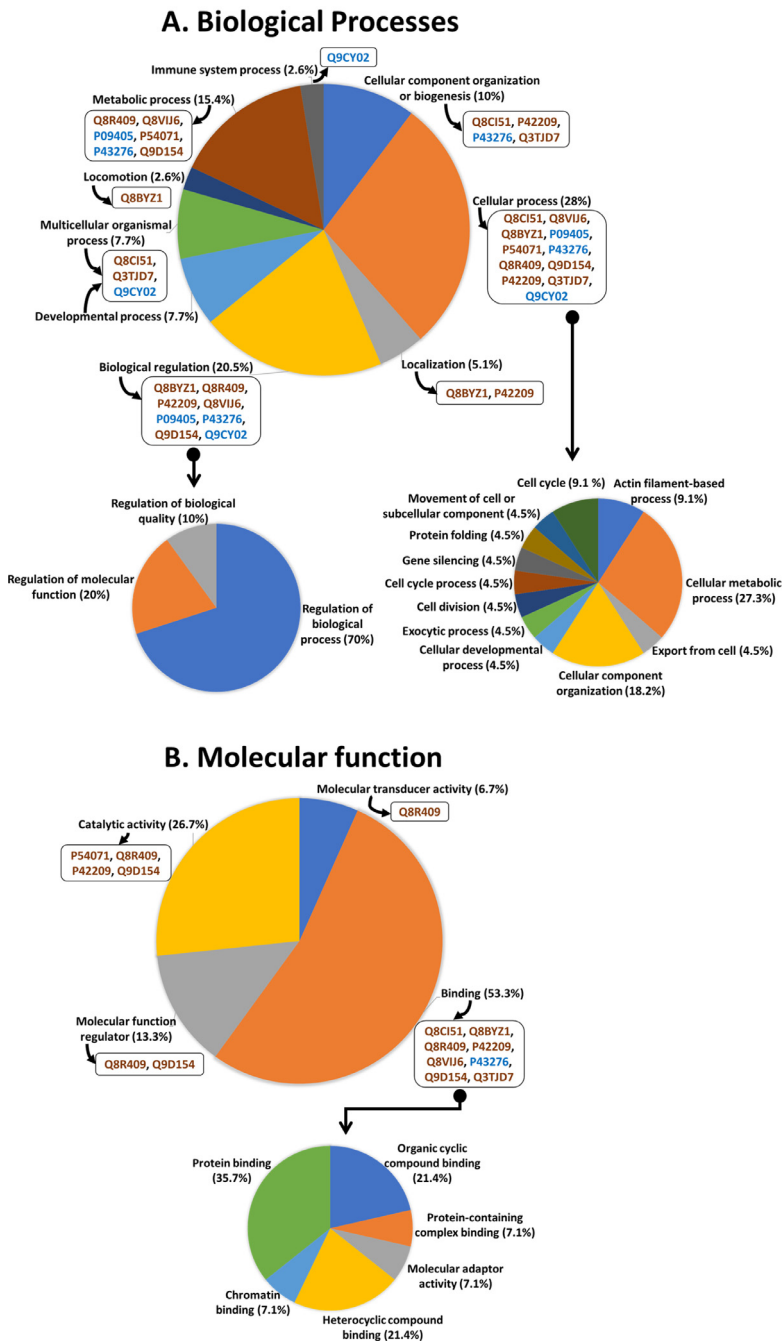 A. Biological Processes
Q9CY02
Immune system process (2.6%)
Cellular component organization
or biogenesis (10%)
Q8CI51, P42209,
P43276, Q3TJD7
Metabolic process (15.4%)
Q8R409, Q8VIJ6,
P09405, P54071,
P43276, Q9D154
Locomotion (2.6%)
Q8BYZ1
Cellular process (28%)
Q8CI51, Q8VIJ6,
Q8BYZ1, P09405,
P54071, P43276,
Q8R409, Q9D154,
P42209, Q3TJD7,
Q9CY02
Multicellular organismal
process (7.7%)
Q8CI51,
Q3TJD7,
Q9CY02
Developmental process (7.7%)
Biological regulation (20.5%)
Q8BYZ1, Q8R409,
P42209, Q8VIJ6,
P09405, P43276,
Q9D154, Q9CY02
Localization (5.1%)
Q8BYZ1, P42209
Regulation of biological
quality (10%)
Regulation of molecular
function (20%)
Regulation of
biological
process (70%)
Cell cycle (9.1 %)
Actin filament-based
process (9.1%)
Movement of cell or
subcellular component (4.5%)
Protein folding (4.5%)
Gene silencing (4.5%)
Cell cycle process (4.5%)
Cell division (4.5%)
Exocytic process (4.5%)
Cellular developmental
process (4.5%)
Cellular metabolic
process (27.3%)
Export from cell (4.5%)
Cellular component
organization (18.2%)
B. Molecular function
Molecular transducer activity (6.7%)
Q8R409
Catalytic activity (26.7%)
P54071, Q8R409,
P42209, Q9D154
Binding (53.3%)
Q8CI51, Q8BYZ1,
Q8R409, P42209,
Q8VIJ6, P43276,
Q9D154, Q3TJD7
Molecular function
regulator (13.3%)
Q8R409, Q9D154
Protein binding
(35.7%)
Organic cyclic
compound binding
(21.4%)
Protein-containing
complex binding (7.1%)
Molecular adaptor
activity (7.1%)
Chromatin
binding (7.1%)
Heterocyclic compound
binding (21.4%)